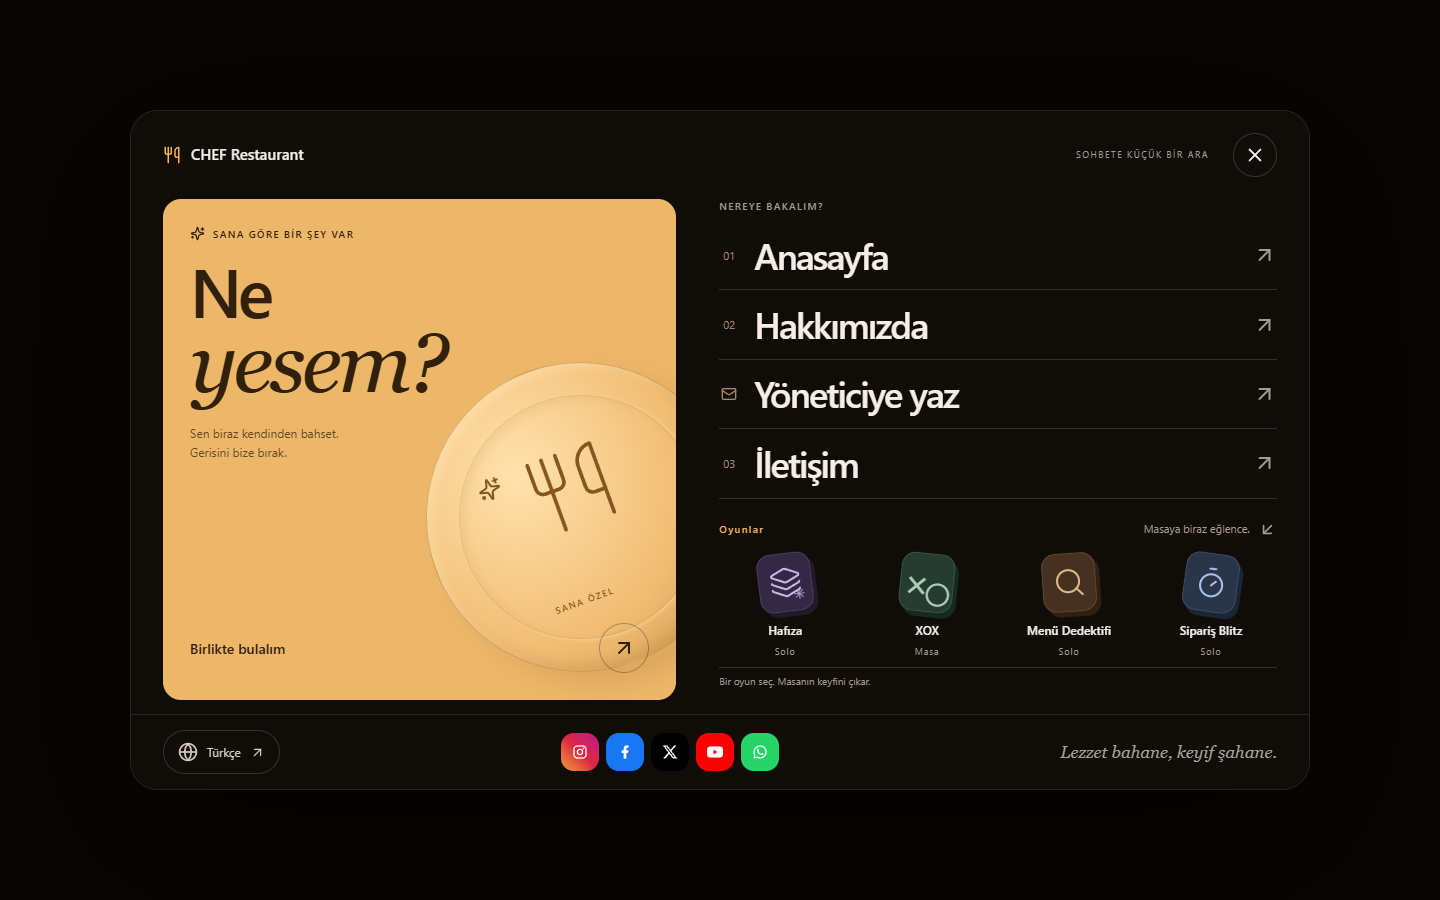 CHEF Restaurant
SOHBETE KÜÇÜK BİR ARA
SANA GÖRE BİR ŞEY VAR
Ne
yesem?
Sen biraz kendinden bahset.
Gerisini bize bırak.
SANA ÖZEL
Birlikte bulalım
NEREYE BAKALIM?
01 Anasayfa
02 Hakkımızda
Yöneticiye yaz
03 İletişim
Oyunlar
Masaya biraz eğlence.
Hafıza
Solo
XOX
Masa
Menü Dedektifi
Solo
Sipariş Blitz
Solo
Bir oyun seç. Masanın keyfini çıkar.
Türkçe
Lezzet bahane, keyif şahane.